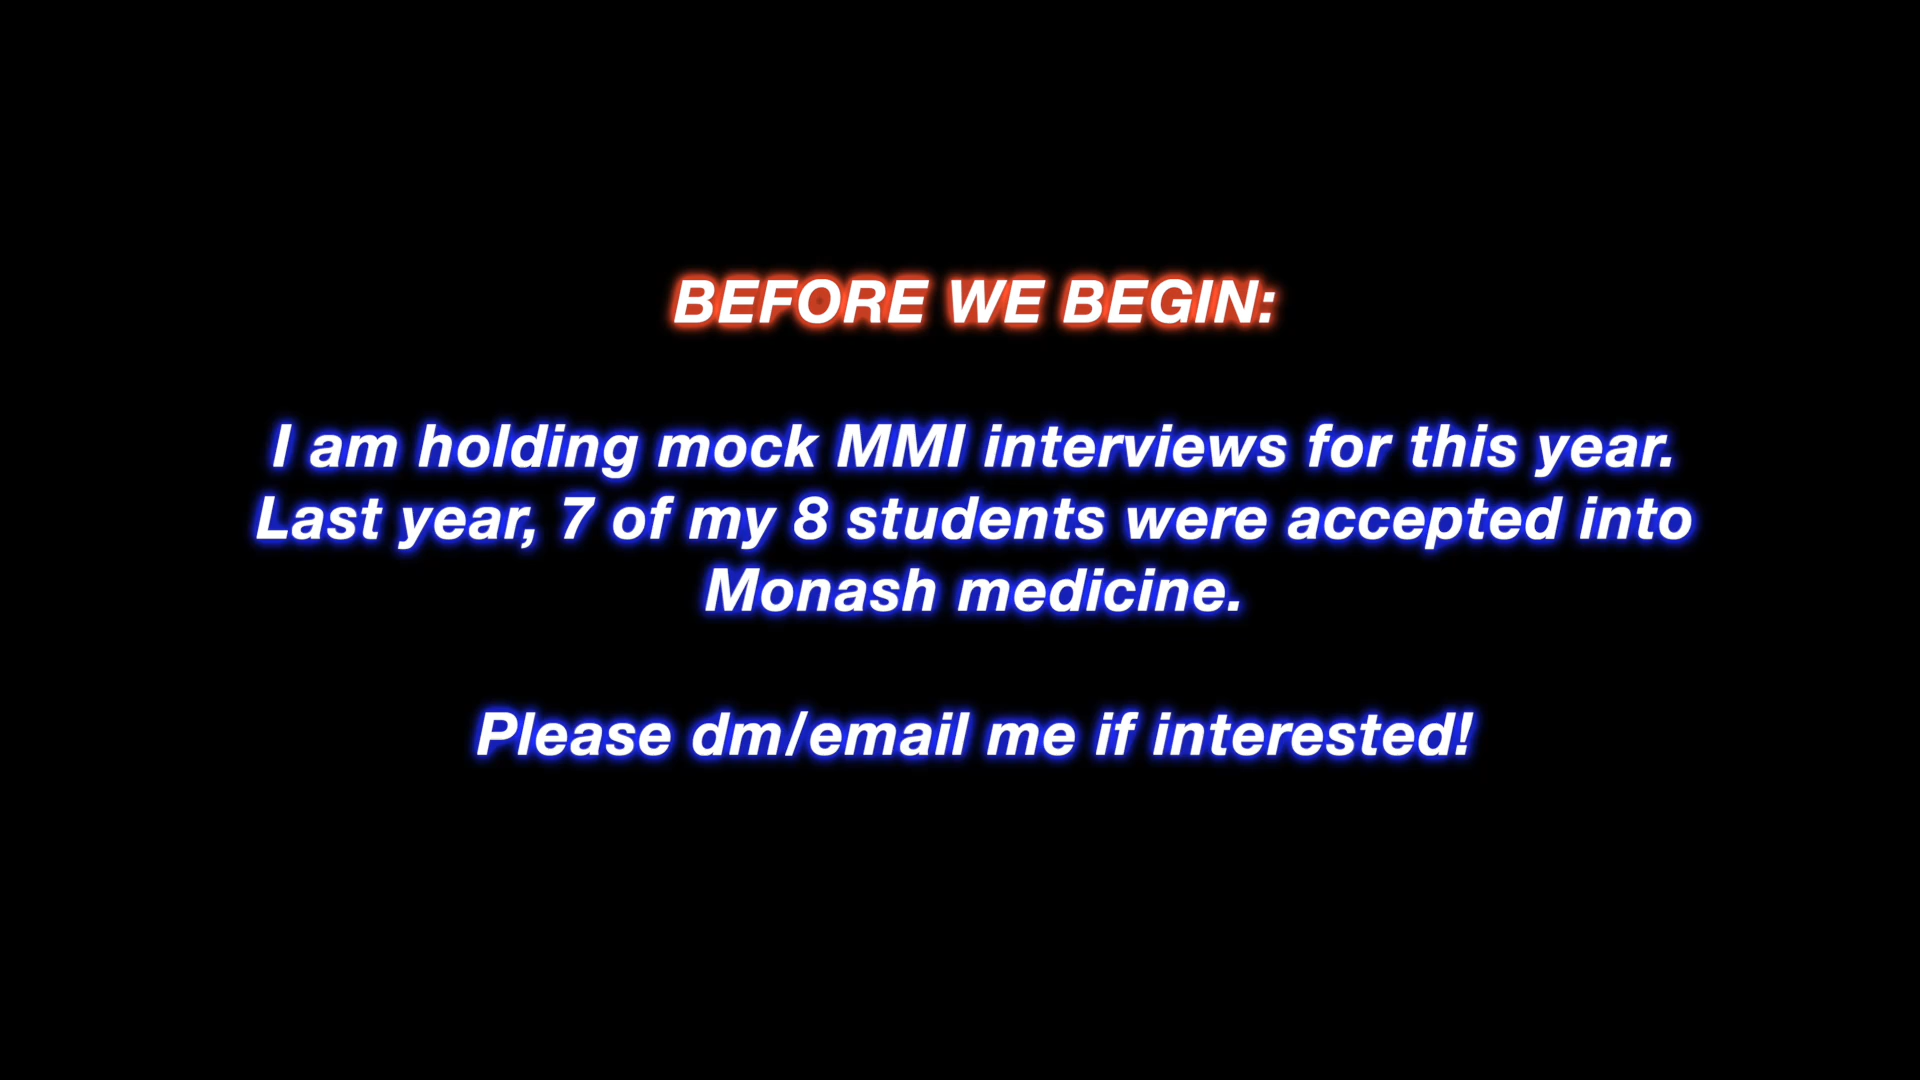 BEFORE WE BEGIN:
I am holding mock MMI interviews for this year.
Last year, 7 of my 8 students were accepted into
Monash medicine.
Please dm/email me if interested!